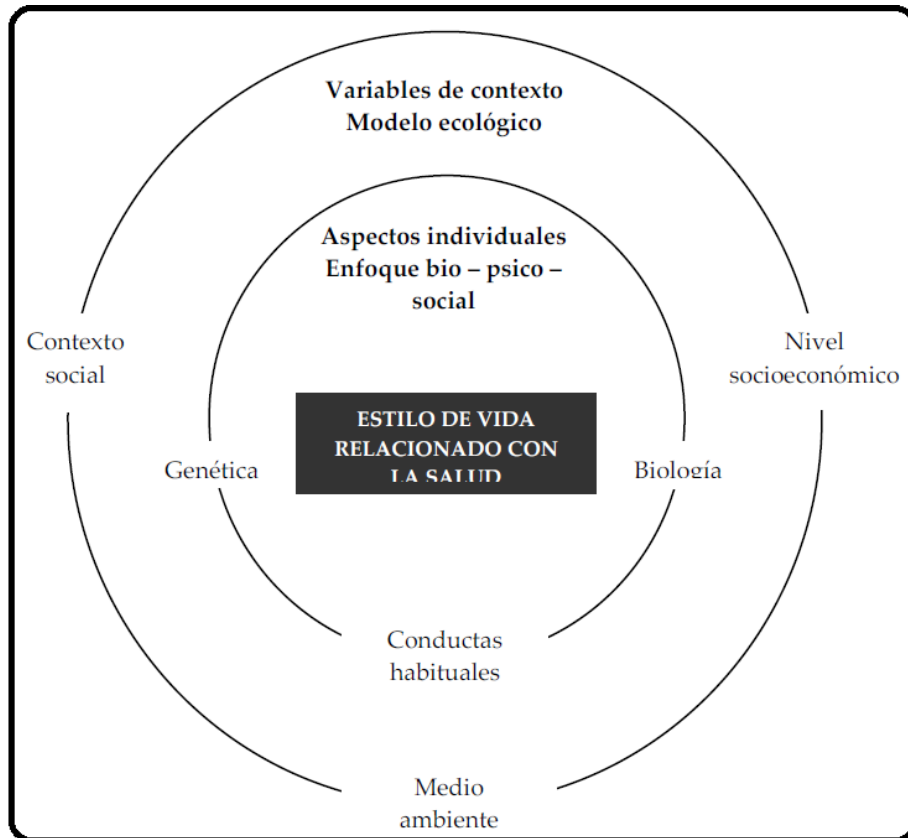 Variables de contexto
Modelo ecológico
Aspectos individuales
Enfoque bio – psico –
social
Contexto
social
Nivel
socioeconómico
ESTILO DE VIDA
RELACIONADO CON
LA SALUD
Genética
Biología
Conductas
habituales
Medio
ambiente